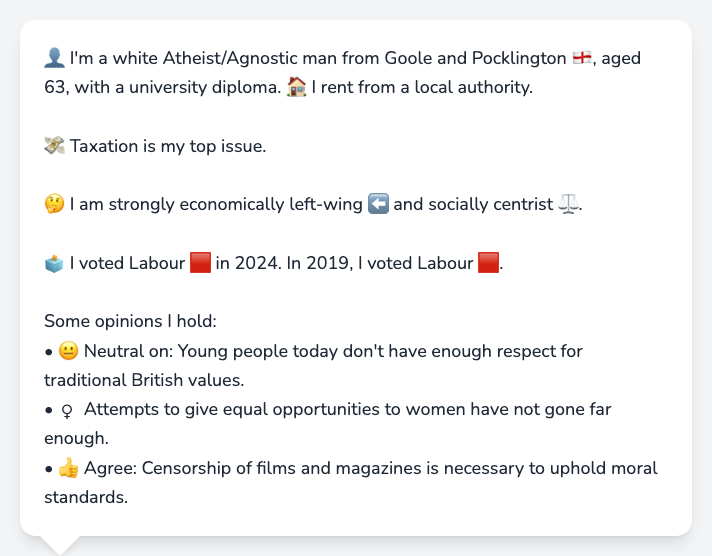 👤 I'm a white Atheist/Agnostic man from Goole and Pocklington 🏴󠁧󠁢󠁥󠁮󠁧󠁿, aged
63, with a university diploma. 🏠 I rent from a local authority.
💸 Taxation is my top issue.
🤔 I am strongly economically left-wing ⬅️ and socially centrist ⚖️.
🗳️ I voted Labour 🟥 in 2024. In 2019, I voted Labour 🟥.
Some opinions I hold:
• 😐 Neutral on: Young people today don't have enough respect for
traditional British values.
• ♀ Attempts to give equal opportunities to women have not gone far
enough.
• 👍 Agree: Censorship of films and magazines is necessary to uphold moral
standards.